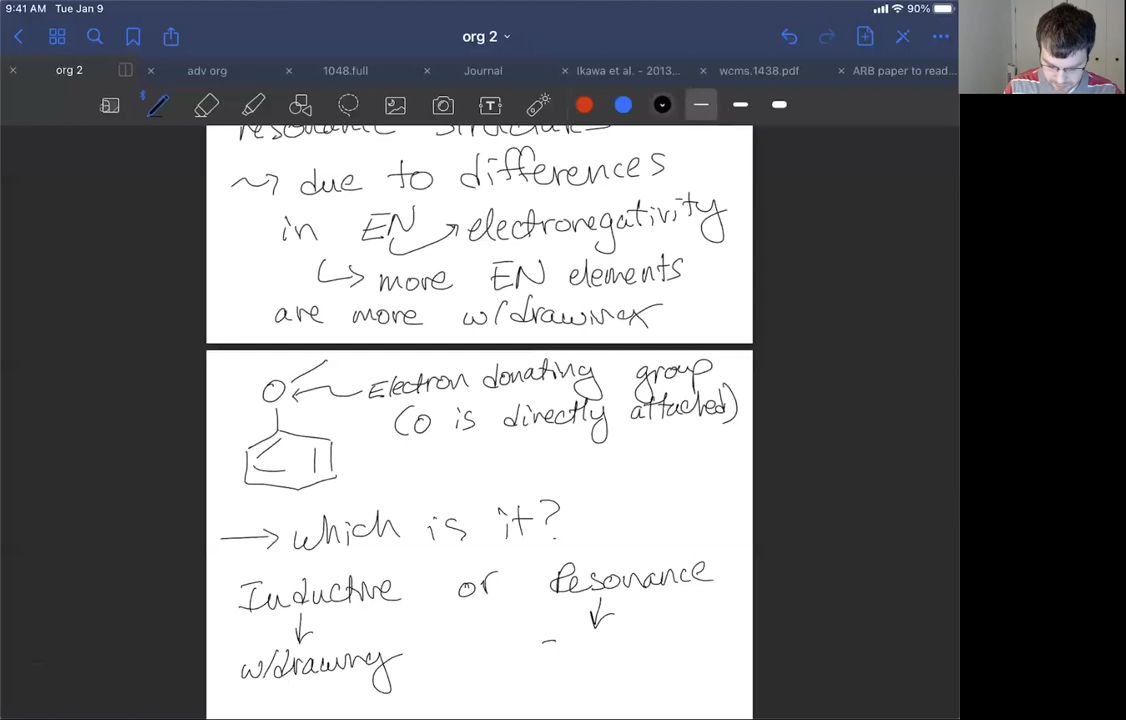 9:41 AM Tue Jan 9
90%
org 2
org 2
adv org
1048.full
Journal
Ikawa et al. - 2013...
wcms.1438.pdf
ARB paper to read...
resonance structures
due to differences
in EN electronegativity
more EN elements
are more w/drawing
O
Electron donating group
(O is directly attached)
which is it?
Inductive or Resonance
w/drawing